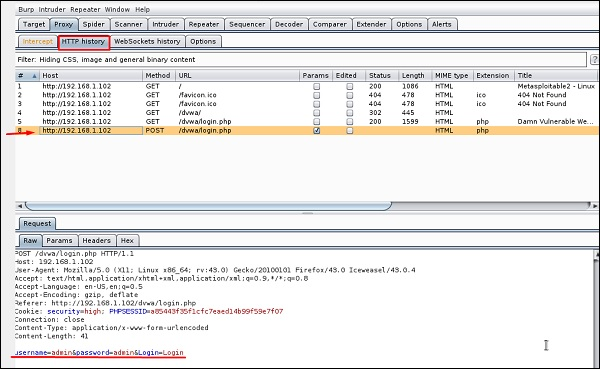 Burp Intruder Repeater Window Help
Target Proxy Spider Scanner Intruder Repeater Sequencer Decoder Comparer Extender Options Alerts
Intercept HTTP history WebSockets history Options
Filter: Hiding CSS, image and general binary content ?
# Host Method URL Params Edited Status Length MIME type Extension Title
1 http://192.168.1.102 GET / 200 1086 HTML Metasploitable2 - Linux
2 http://192.168.1.102 GET /favicon.ico 404 478 HTML ico 404 Not Found
3 http://192.168.1.102 GET /favicon.ico 404 478 HTML ico 404 Not Found
4 http://192.168.1.102 GET /dvwa/ 302 445 HTML
5 http://192.168.1.102 GET /dvwa/login.php 200 1599 HTML php Damn Vulnerable We...
8 http://192.168.1.102 POST /dvwa/login.php HTML php
Request
Raw Params Headers Hex
POST /dvwa/login.php HTTP/1.1
Host: 192.168.1.102
User-Agent: Mozilla/5.0 (X11; Linux x86_64; rv:43.0) Gecko/20100101 Firefox/43.0 Iceweasel/43.0.4
Accept: text/html,application/xhtml+xml,application/xml;q=0.9,*/*;q=0.8
Accept-Language: en-US,en;q=0.5
Accept-Encoding: gzip, deflate
Referer: http://192.168.1.102/dvwa/login.php
Cookie: security=high; PHPSESSID=a85443f35f1cfc7eaed14b99f59e7f07
Connection: close
Content-Type: application/x-www-form-urlencoded
Content-Length: 41
username=admin&password=admin&Login=Login